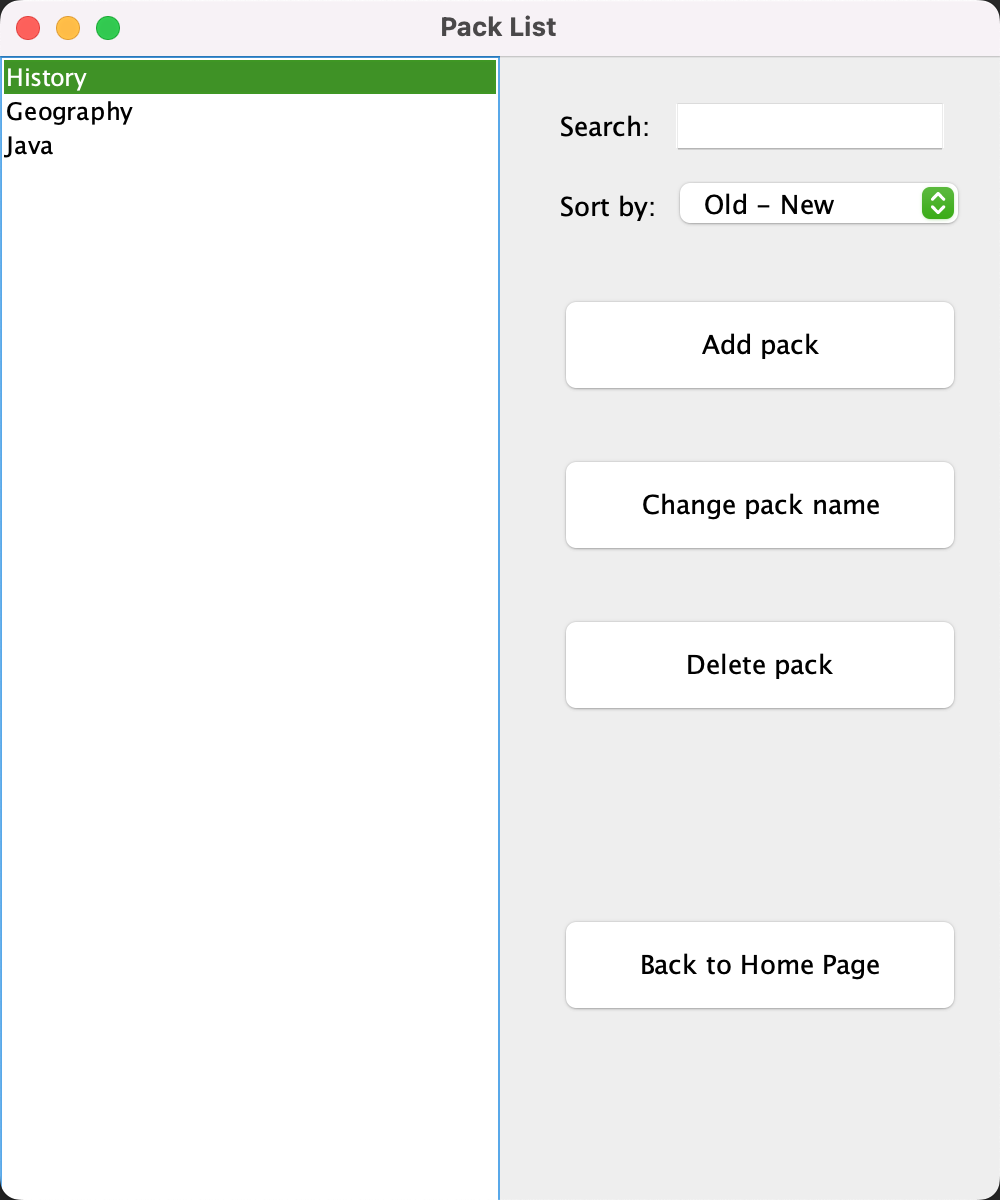 Pack List
History
Geography
Java
Search:
Sort by: Old – New
Add pack
Change pack name
Delete pack
Back to Home Page